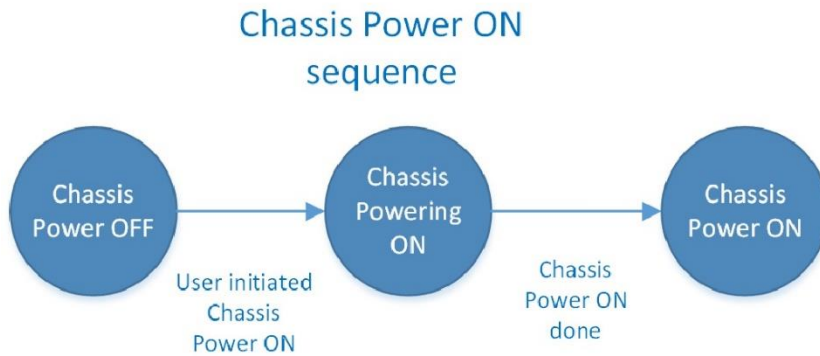 Chassis Power ON
sequence
Chassis
Power OFF
User initiated
Chassis
Power ON
Chassis
Powering
ON
Chassis
Power ON
done
Chassis
Power ON